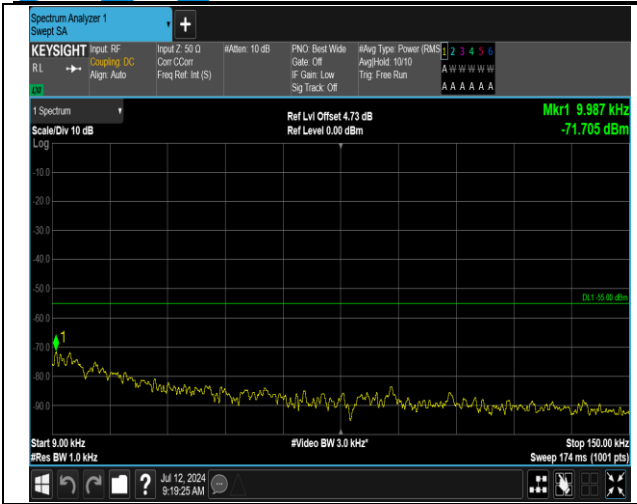 Spectrum Analyzer 1
Swept SA
KEYSIGHT Input: RF Input Z: 50 Ω #Atten: 10 dB PNO: Best Wide #Avg Type: Power (RMS 1 2 3 4 5 6
RL Coupling: DC Corr CCorr Gate: Off Avg|Hold: 10/10 A W W W W W
Align: Auto Freq Ref: Int (S) IF Gain: Low Trig: Free Run
Sig Track: Off A A A A A A
LXI
1 Spectrum
Ref Lvl Offset 4.73 dB Mkr1 9.987 kHz
Scale/Div 10 dB Ref Level 0.00 dBm -71.705 dBm
Log
-10.0
-20.0
-30.0
-40.0
-50.0
DL1 -55.00 dBm
-60.0
1
-70.0
-80.0
-90.0
Start 9.00 kHz #Video BW 3.0 kHz* Stop 150.00 kHz
#Res BW 1.0 kHz Sweep 174 ms (1001 pts)
? Jul 12, 2024
9:19:25 AM